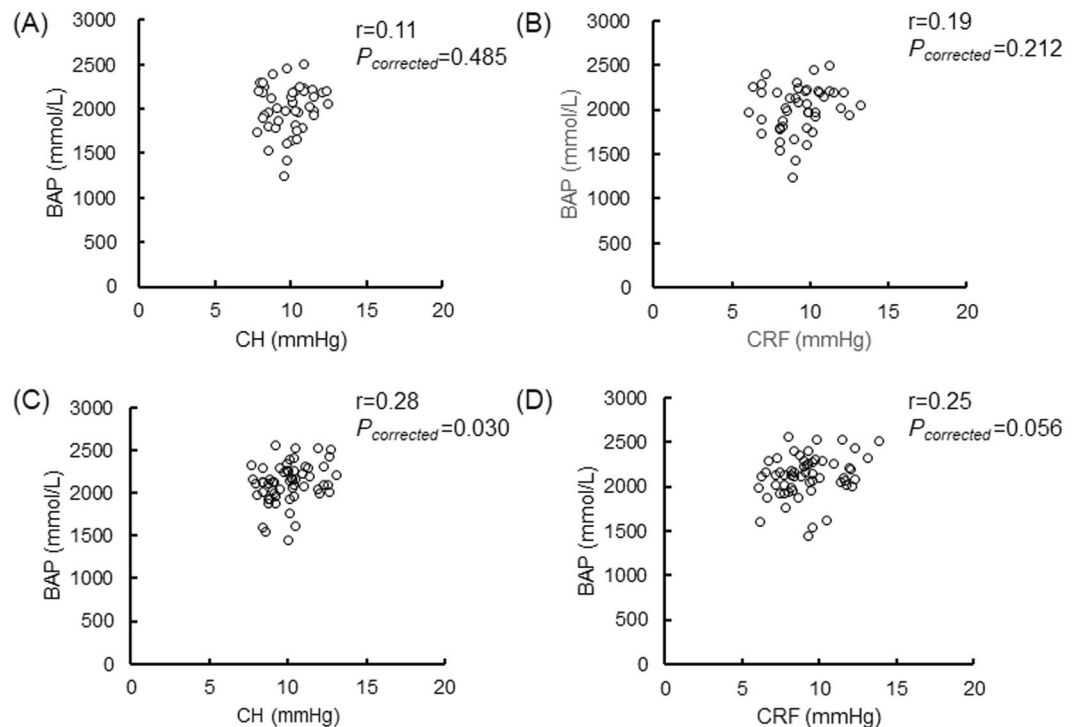 (A)
r=0.11
P corrected=0.485
3000
2500
2000
1500
1000
500
0
BAP (mmol/L)
0 5 10 15 20
CH (mmHg)
(B)
r=0.19
P corrected=0.212
3000
2500
2000
1500
1000
500
0
BAP (mmol/L)
0 5 10 15 20
CRF (mmHg)
(C)
r=0.28
P corrected=0.030
3000
2500
2000
1500
1000
500
0
BAP (mmol/L)
0 5 10 15 20
CH (mmHg)
(D)
r=0.25
P corrected=0.056
3000
2500
2000
1500
1000
500
0
BAP (mmol/L)
0 5 10 15 20
CRF (mmHg)